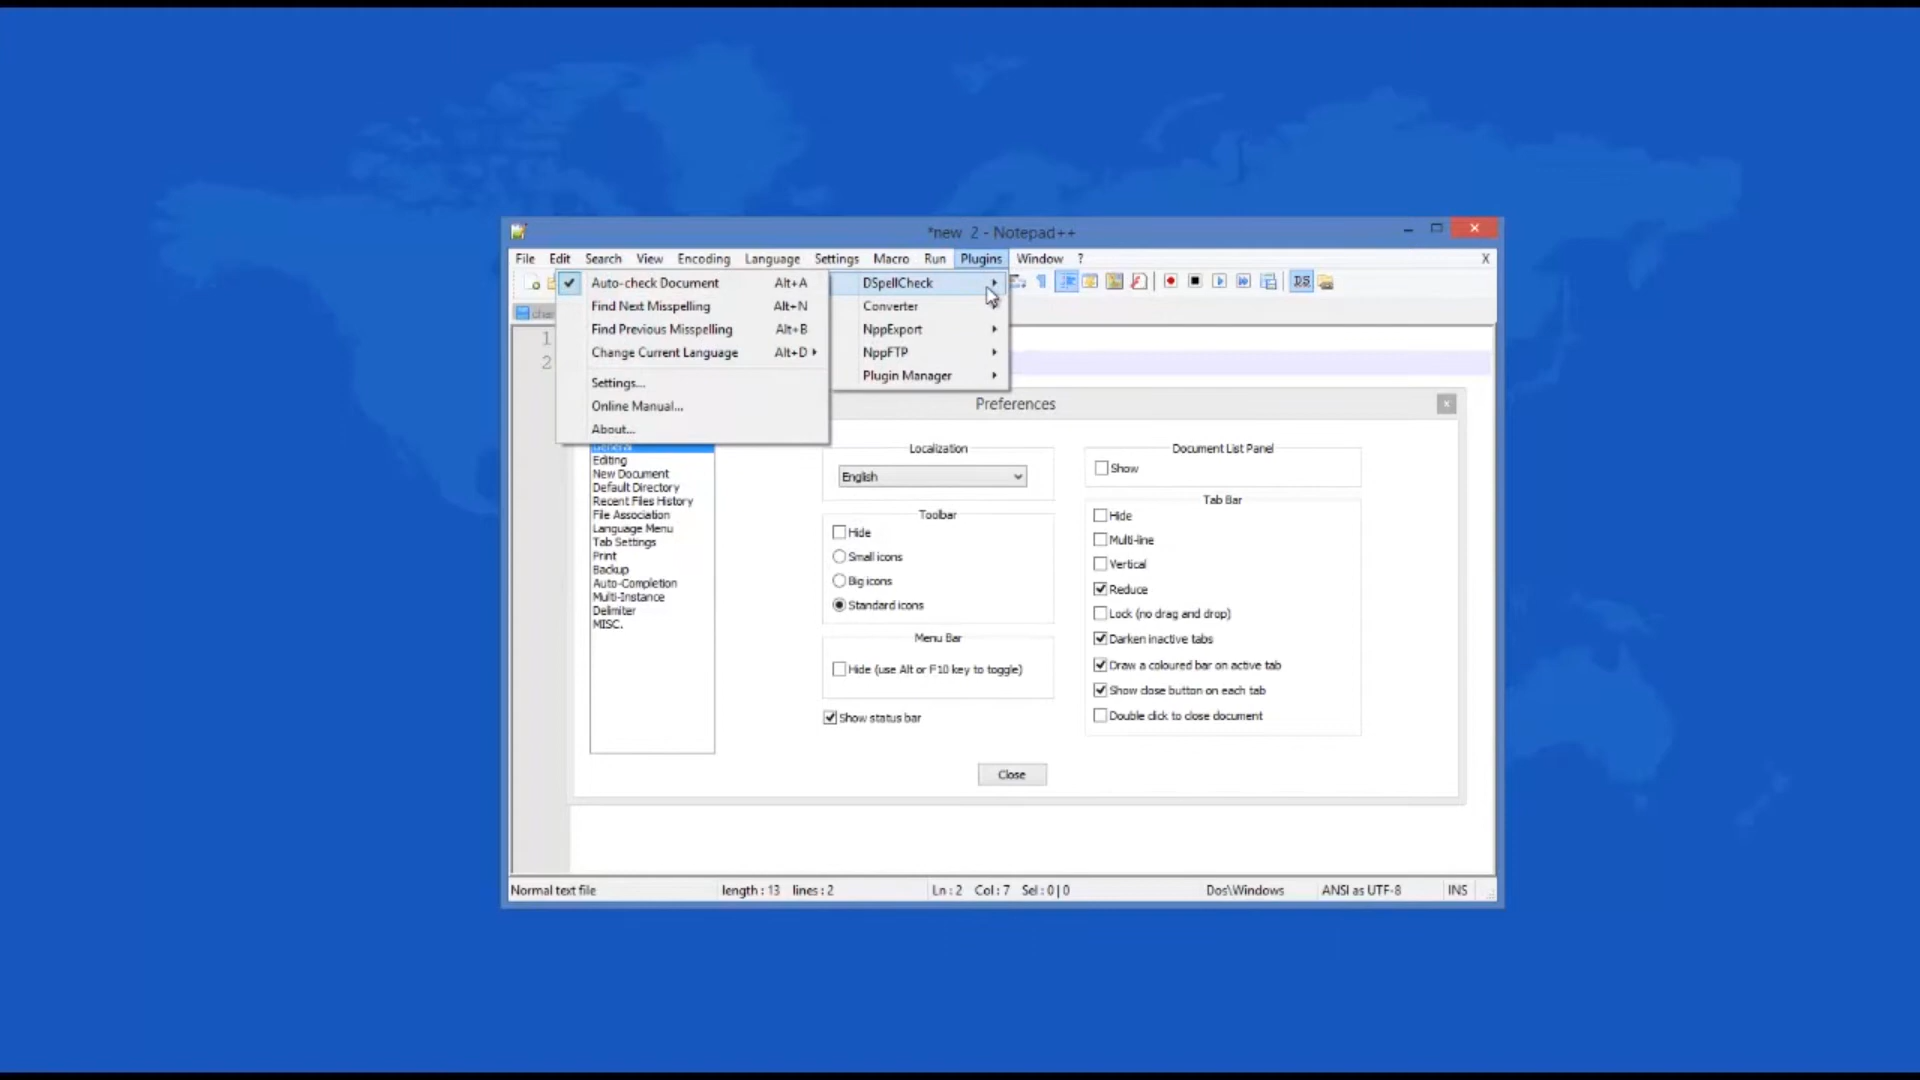 *new 2 - Notepad++
File Edit Search View Encoding Language Settings Macro Run Plugins Window ? X
Auto-check Document Alt+A
Find Next Misspelling Alt+N
Find Previous Misspelling Alt+B
Change Current Language Alt+D
Settings...
Online Manual...
About...
DSpellCheck
Converter
NppExport
NppFTP
Plugin Manager
DS
1
2
Preferences
General
Editing
New Document
Default Directory
Recent Files History
File Association
Language Menu
Tab Settings
Print
Backup
Auto-Completion
Multi-Instance
Delimiter
MISC.
Localization
English
Toolbar
Hide
Small icons
Big icons
Standard icons
Menu Bar
Hide (use Alt or F10 key to toggle)
Show status bar
Document List Panel
Show
Tab Bar
Hide
Multi-line
Vertical
Reduce
Lock (no drag and drop)
Darken inactive tabs
Draw a coloured bar on active tab
Show close button on each tab
Double click to close document
Close
Normal text file length : 13 lines : 2 Ln : 2 Col : 7 Sel : 0 | 0 Dos\Windows ANSI as UTF-8 INS